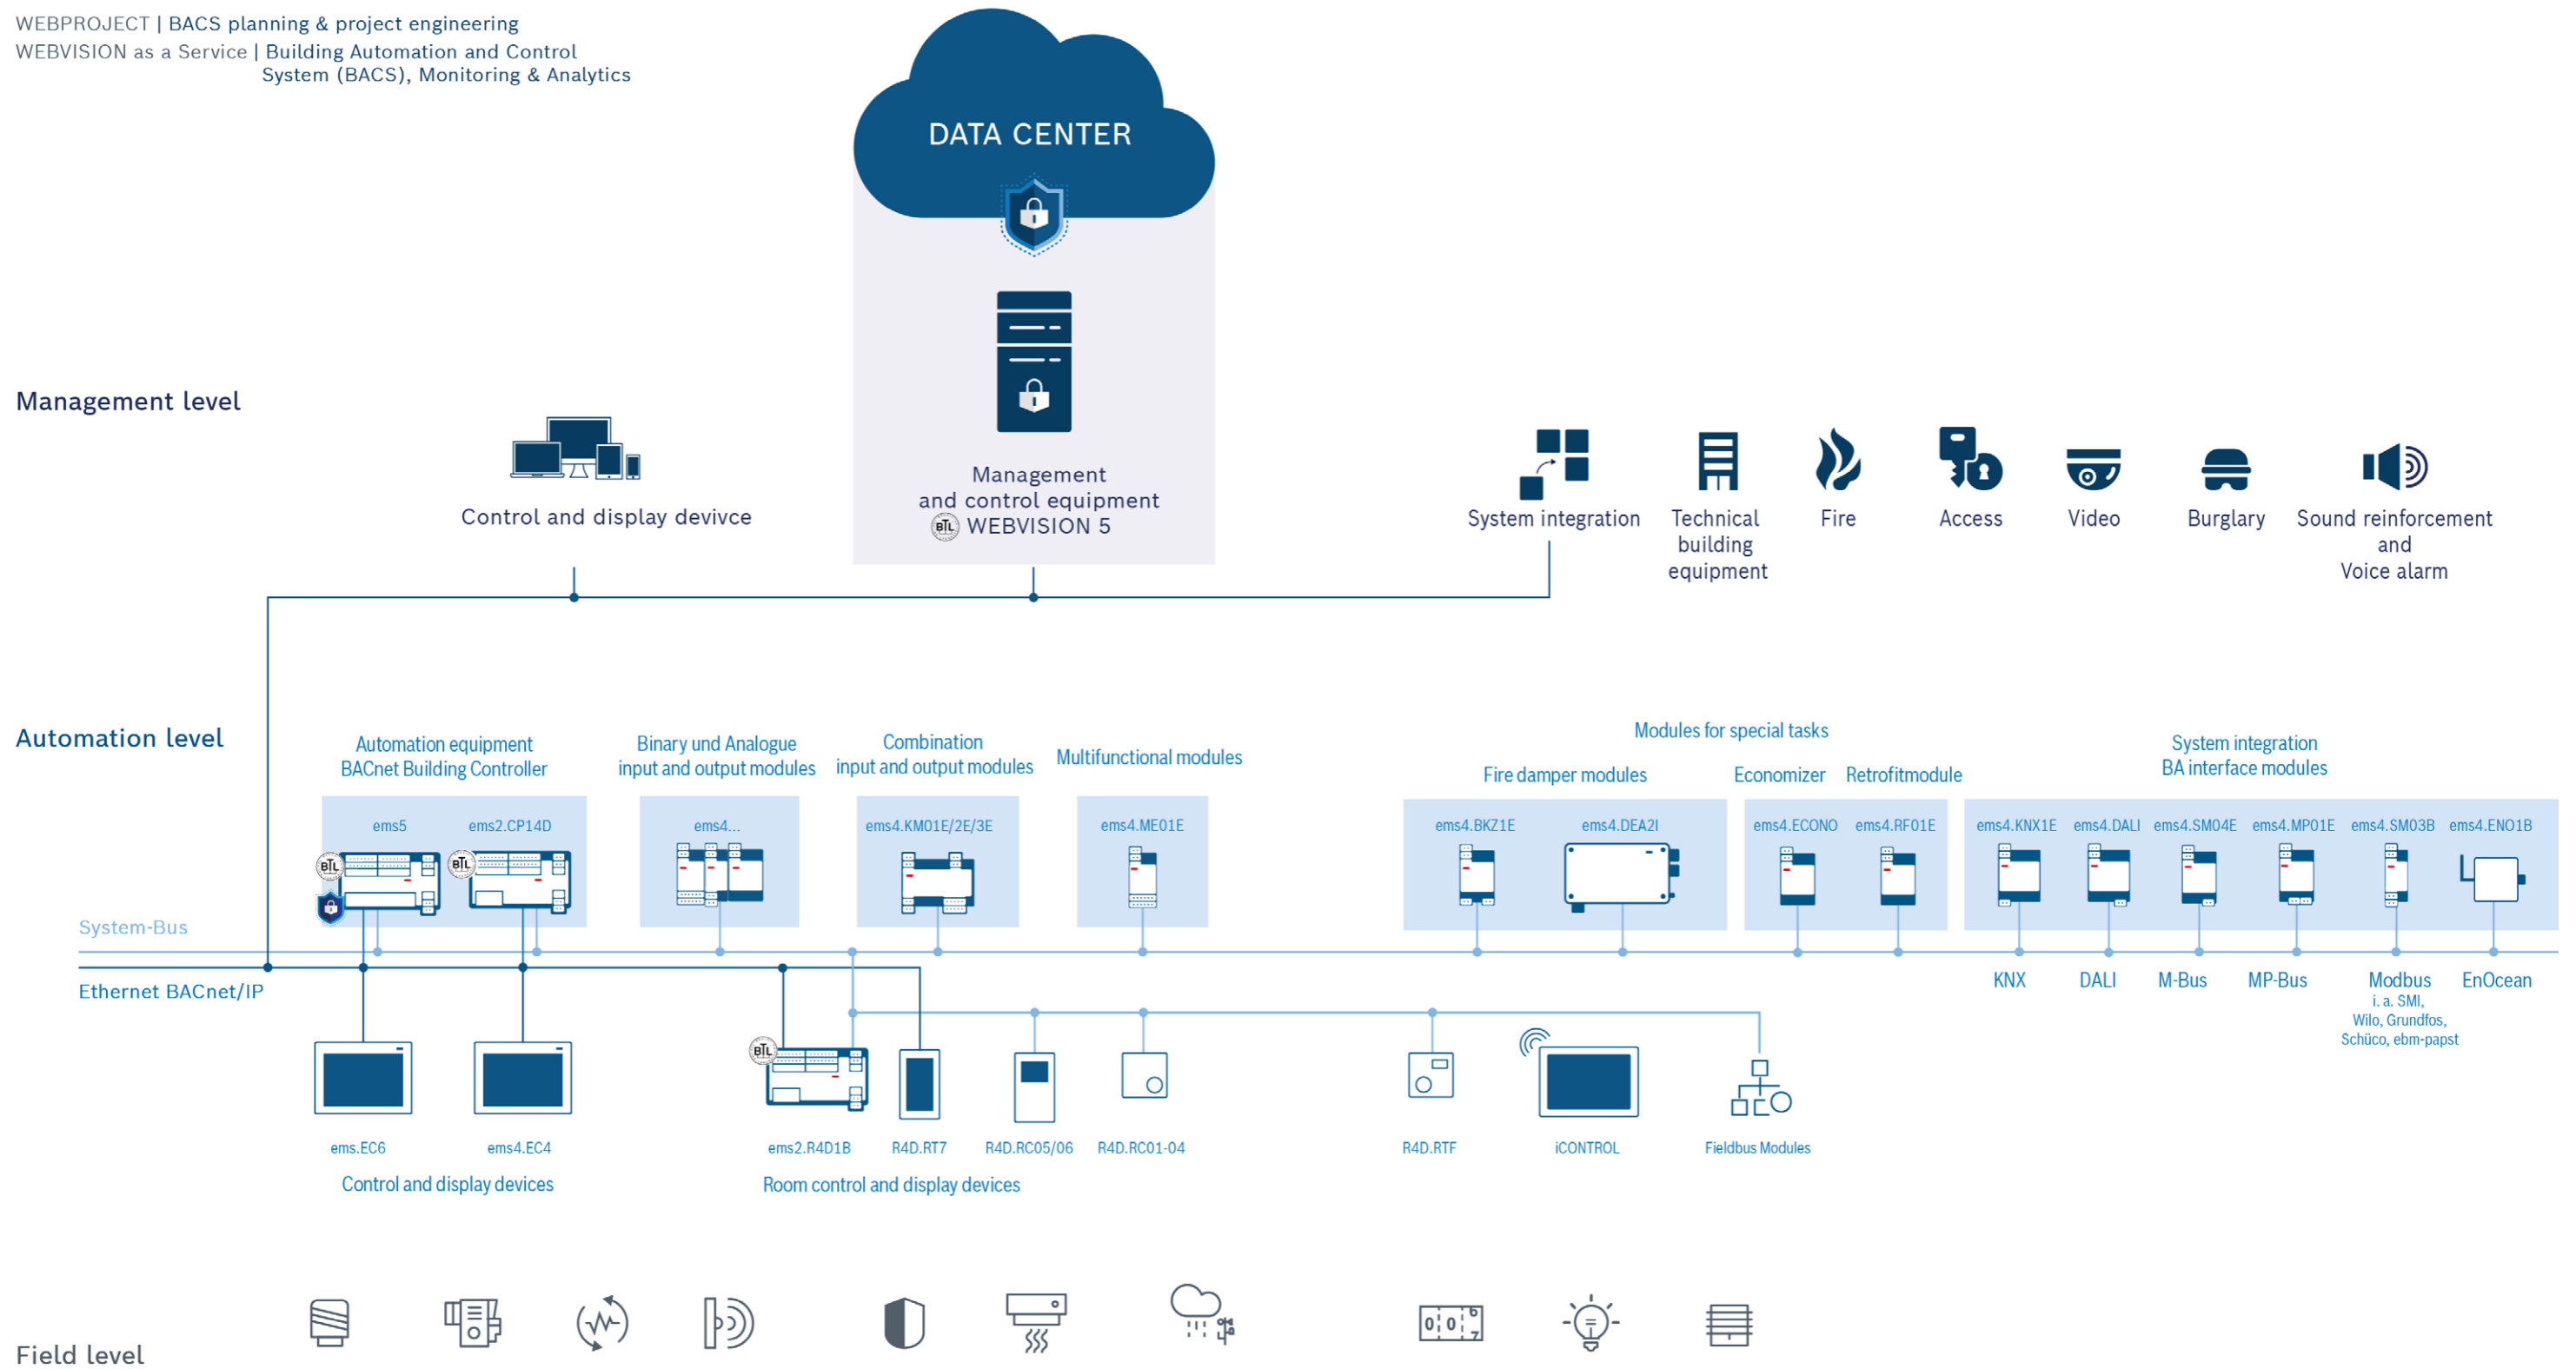 WEBPROJECT | BACS planning & project engineering
WEBVISION as a Service | Building Automation and Control
System (BACS), Monitoring & Analytics
DATA CENTER
Management level
Management
and control equipment
BTL WEBVISION 5
Control and display devivce
System integration
Technical
building
equipment
Fire
Access
Video
Burglary
Sound reinforcement
and
Voice alarm
Automation level
Automation equipment
BACnet Building Controller
Binary und Analogue
input and output modules
Combination
input and output modules
Multifunctional modules
Modules for special tasks
Fire damper modules
Economizer
Retrofitmodule
System integration
BA interface modules
ems5
ems2.CP14D
ems4...
ems4.KM01E/2E/3E
ems4.ME01E
ems4.BKZ1E
ems4.DEA2I
ems4.ECONO
ems4.RF01E
ems4.KNX1E
ems4.DALI
ems4.SM04E
ems4.MP01E
ems4.SM03B
ems4.ENO1B
BTL
BTL
System-Bus
Ethernet BACnet/IP
KNX
DALI
M-Bus
MP-Bus
Modbus
i. a. SMI,
Wilo, Grundfos,
Schüco, ebm-papst
EnOcean
BTL
ems.EC6
ems4.EC4
ems2.R4D1B
R4D.RT7
R4D.RC05/06
R4D.RC01-04
R4D.RTF
iCONTROL
Fieldbus Modules
Control and display devices
Room control and display devices
0 0 6 7
Field level